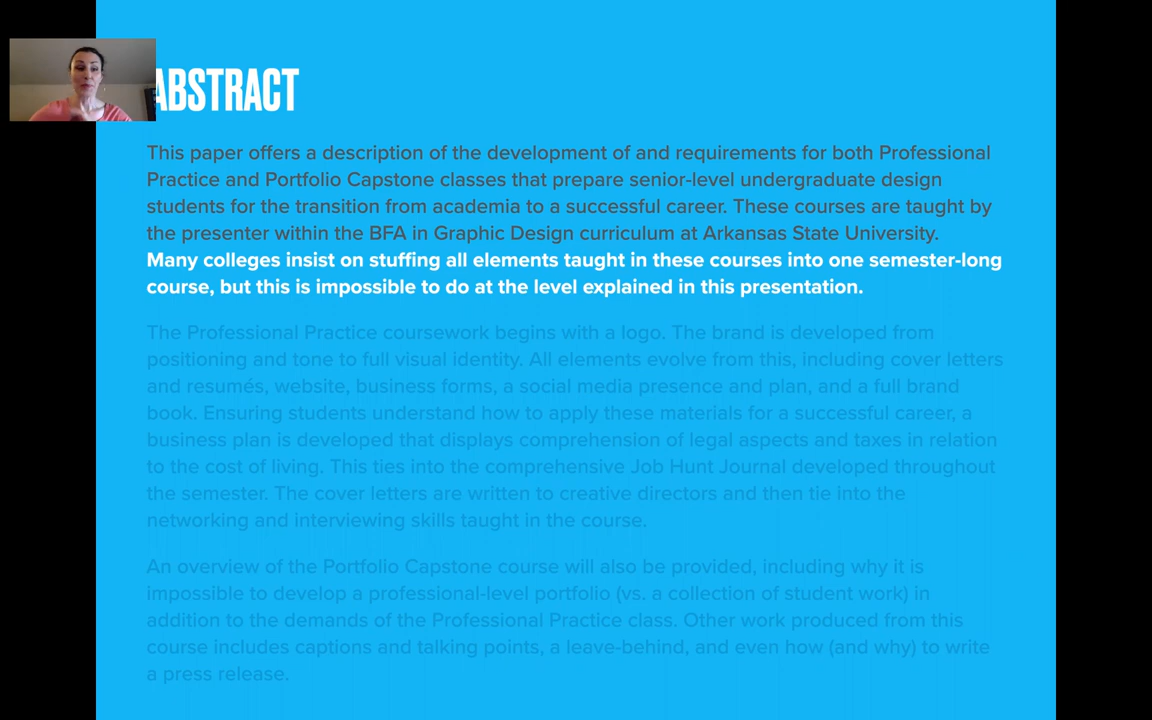 ABSTRACT
This paper offers a description of the development of and requirements for both Professional
Practice and Portfolio Capstone classes that prepare senior-level undergraduate design
students for the transition from academia to a successful career. These courses are taught by
the presenter within the BFA in Graphic Design curriculum at Arkansas State University.
Many colleges insist on stuffing all elements taught in these courses into one semester-long
course, but this is impossible to do at the level explained in this presentation.
The Professional Practice coursework begins with a logo. The brand is developed from
positioning and tone to full visual identity. All elements evolve from this, including cover letters
and resumés, website, business forms, a social media presence and plan, and a full brand
book. Ensuring students understand how to apply these materials for a successful career, a
business plan is developed that displays comprehension of legal aspects and taxes in relation
to the cost of living. This ties into the comprehensive Job Hunt Journal developed throughout
the semester. The cover letters are written to creative directors and then tie into the
networking and interviewing skills taught in the course.
An overview of the Portfolio Capstone course will also be provided, including why it is
impossible to develop a professional-level portfolio (vs. a collection of student work) in
addition to the demands of the Professional Practice class. Other work produced from this
course includes captions and talking points, a leave-behind, and even how (and why) to write
a press release.